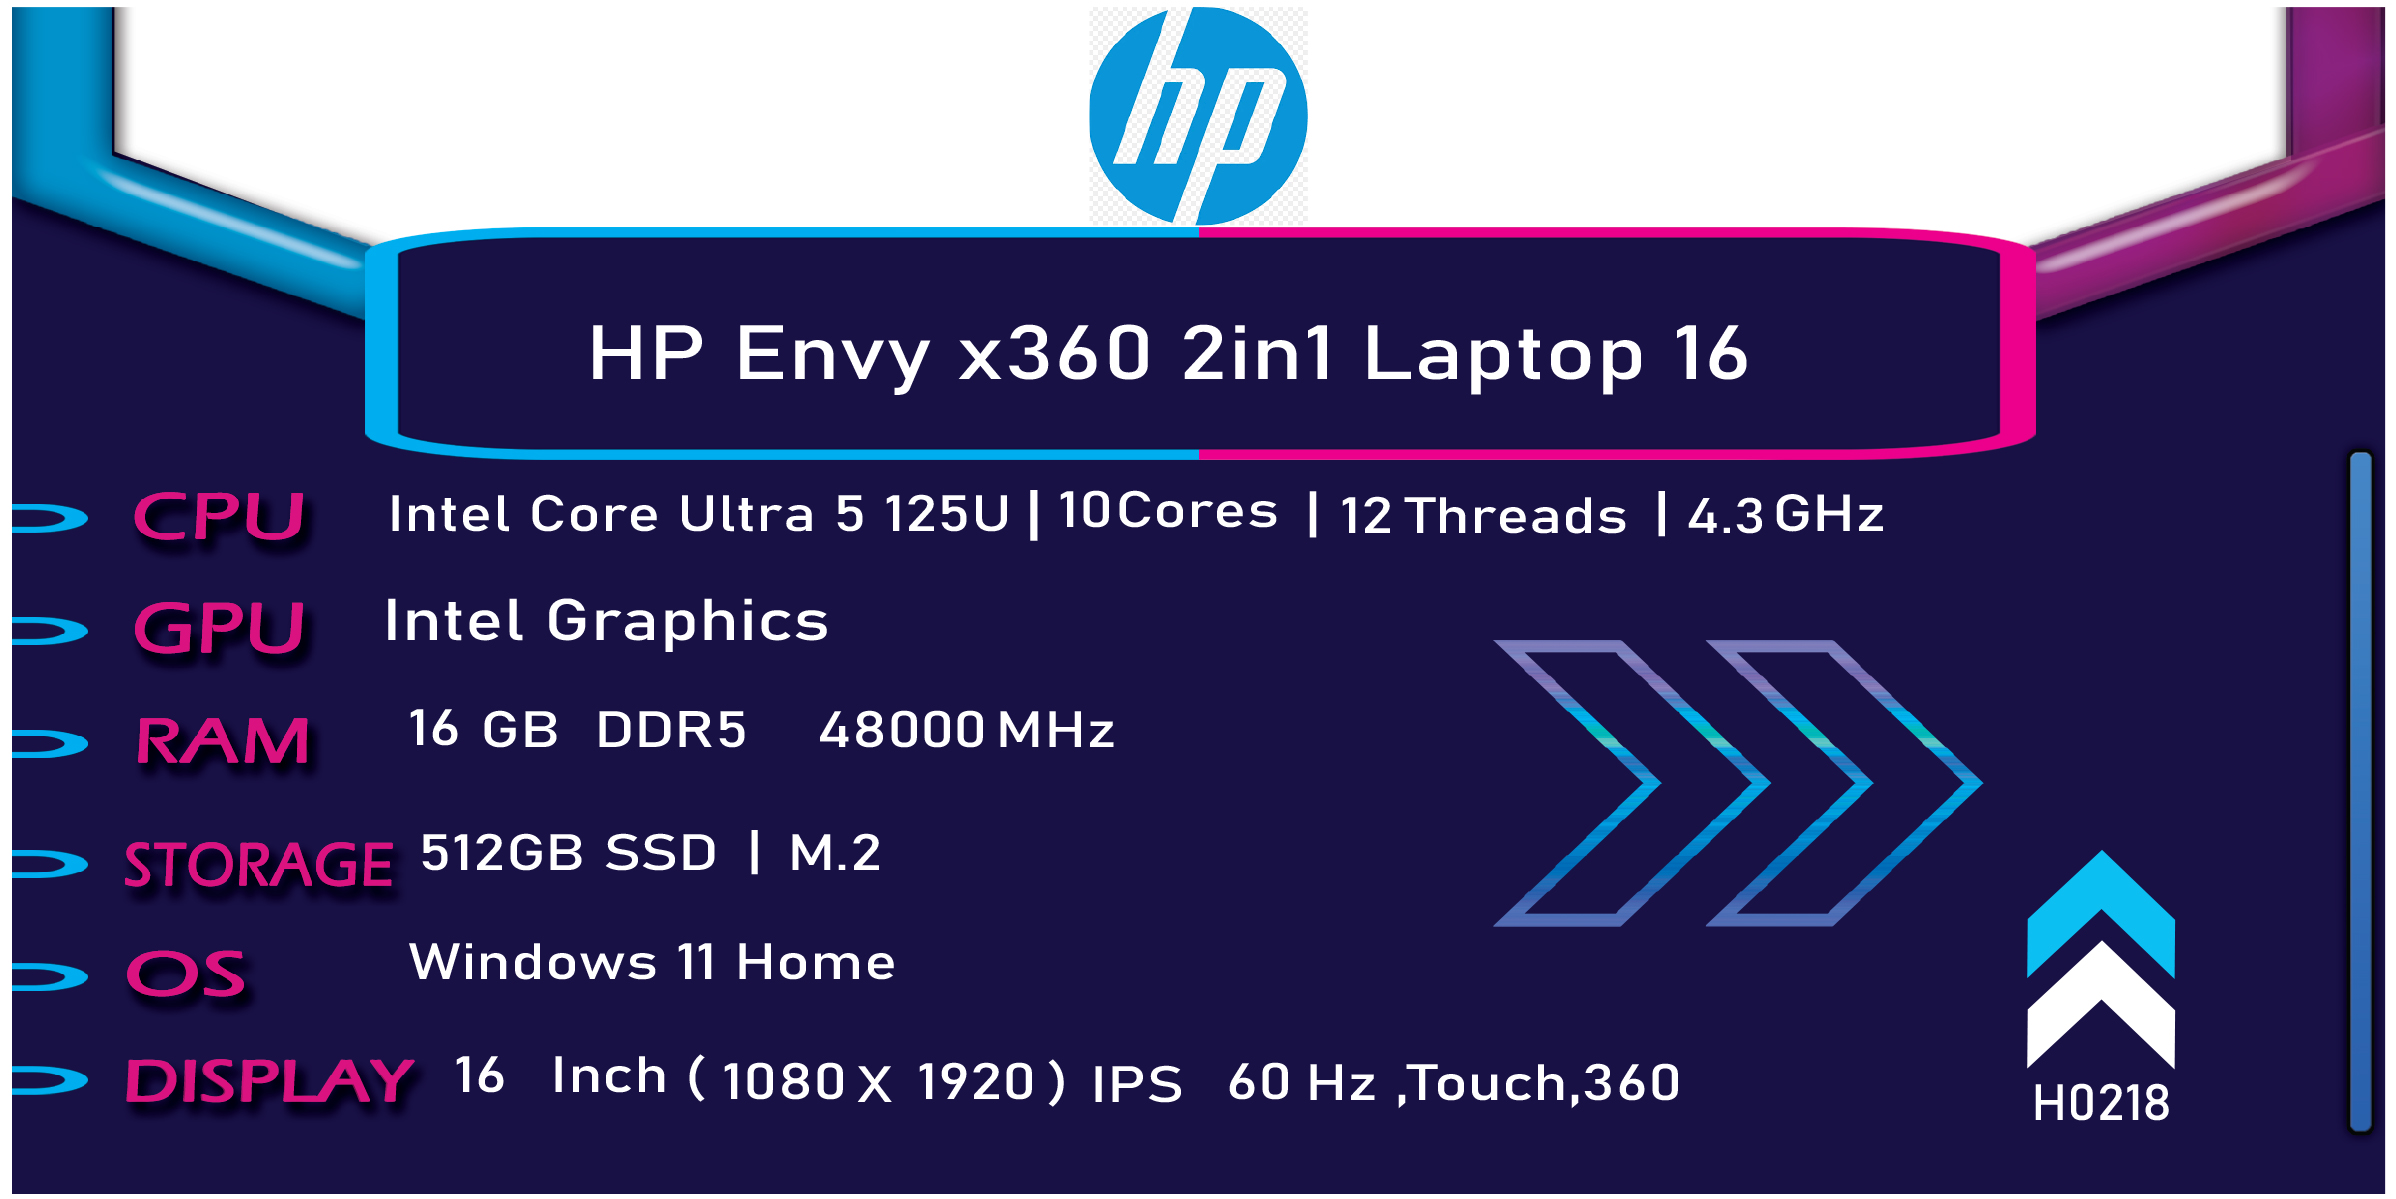 hp
HP Envy x360 2in1 Laptop 16
CPU Intel Core Ultra 5 125U | 10Cores | 12 Threads | 4.3 GHz
GPU Intel Graphics
RAM 16 GB DDR5 48000 MHz
STORAGE 512GB SSD | M.2
OS Windows 11 Home
DISPLAY 16 Inch ( 1080 X 1920 ) IPS 60 Hz ,Touch,360
H0218